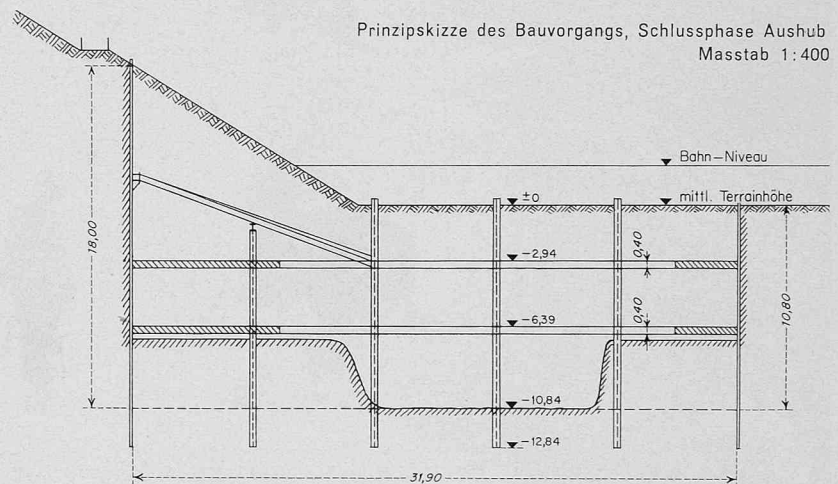 Prinzipskizze des Bauvorgangs, Schlussphase Aushub
Masstab 1:400
Bahn-Niveau
±0
mittl. Terrainhöhe
18,00
-2,94
0,40
10,80
-6,39
0,40
-10,84
-12,84
31,90